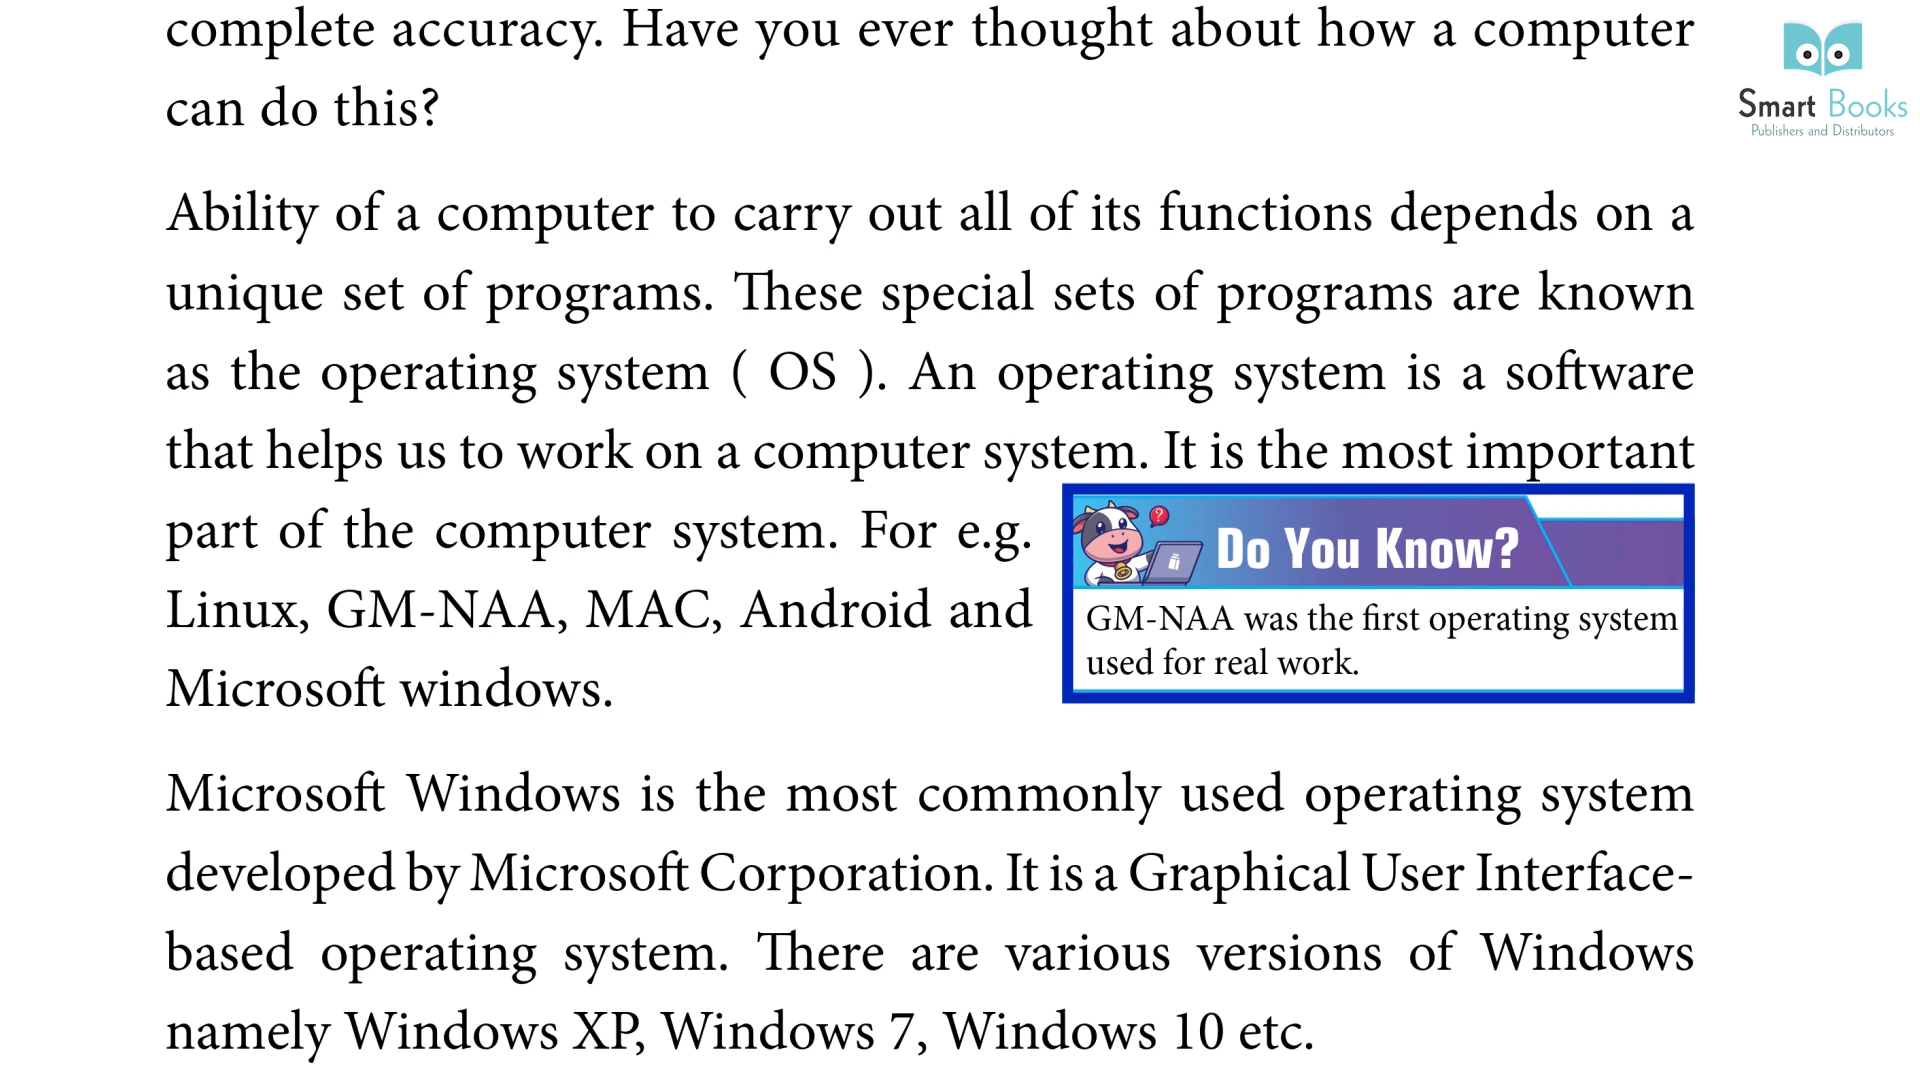 complete accuracy. Have you ever thought about how a computer
can do this?
Smart Books
Publishers and Distributors
Ability of a computer to carry out all of its functions depends on a
unique set of programs. These special sets of programs are known
as the operating system ( OS ). An operating system is a software
that helps us to work on a computer system. It is the most important
part of the computer system. For e.g.
Linux, GM-NAA, MAC, Android and
Microsoft windows.
?
Do You Know?
GM-NAA was the first operating system
used for real work.
Microsoft Windows is the most commonly used operating system
developed by Microsoft Corporation. It is a Graphical User Interface-
based operating system. There are various versions of Windows
namely Windows XP, Windows 7, Windows 10 etc.